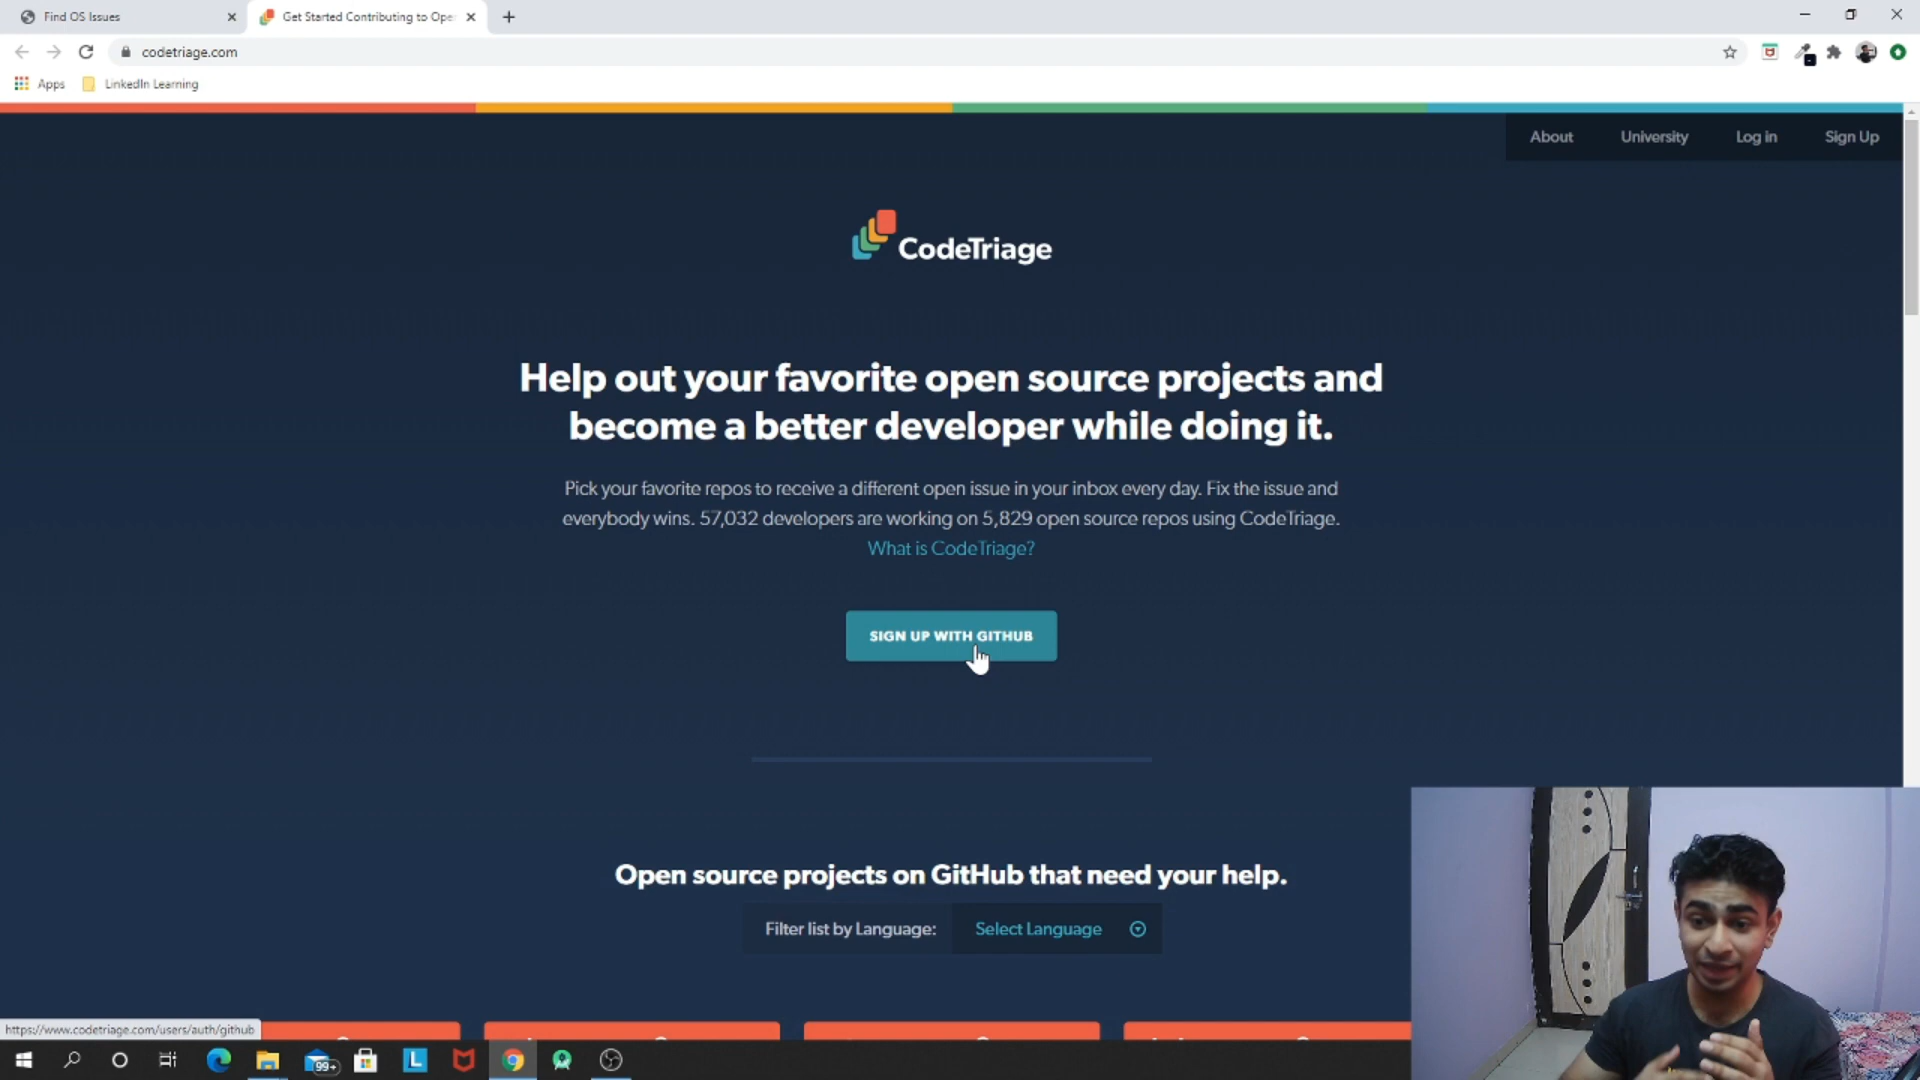 Find OS Issues
Get Started Contributing to Ope
codetriage.com
Apps
LinkedIn Learning
About
University
Log in
Sign Up
CodeTriage
Help out your favorite open source projects and
become a better developer while doing it.
Pick your favorite repos to receive a different open issue in your inbox every day. Fix the issue and
everybody wins. 57,032 developers are working on 5,829 open source repos using CodeTriage.
What is CodeTriage?
SIGN UP WITH GITHUB
Open source projects on GitHub that need your help.
Filter list by Language:
Select Language
https://www.codetriage.com/users/auth/github
99+
L